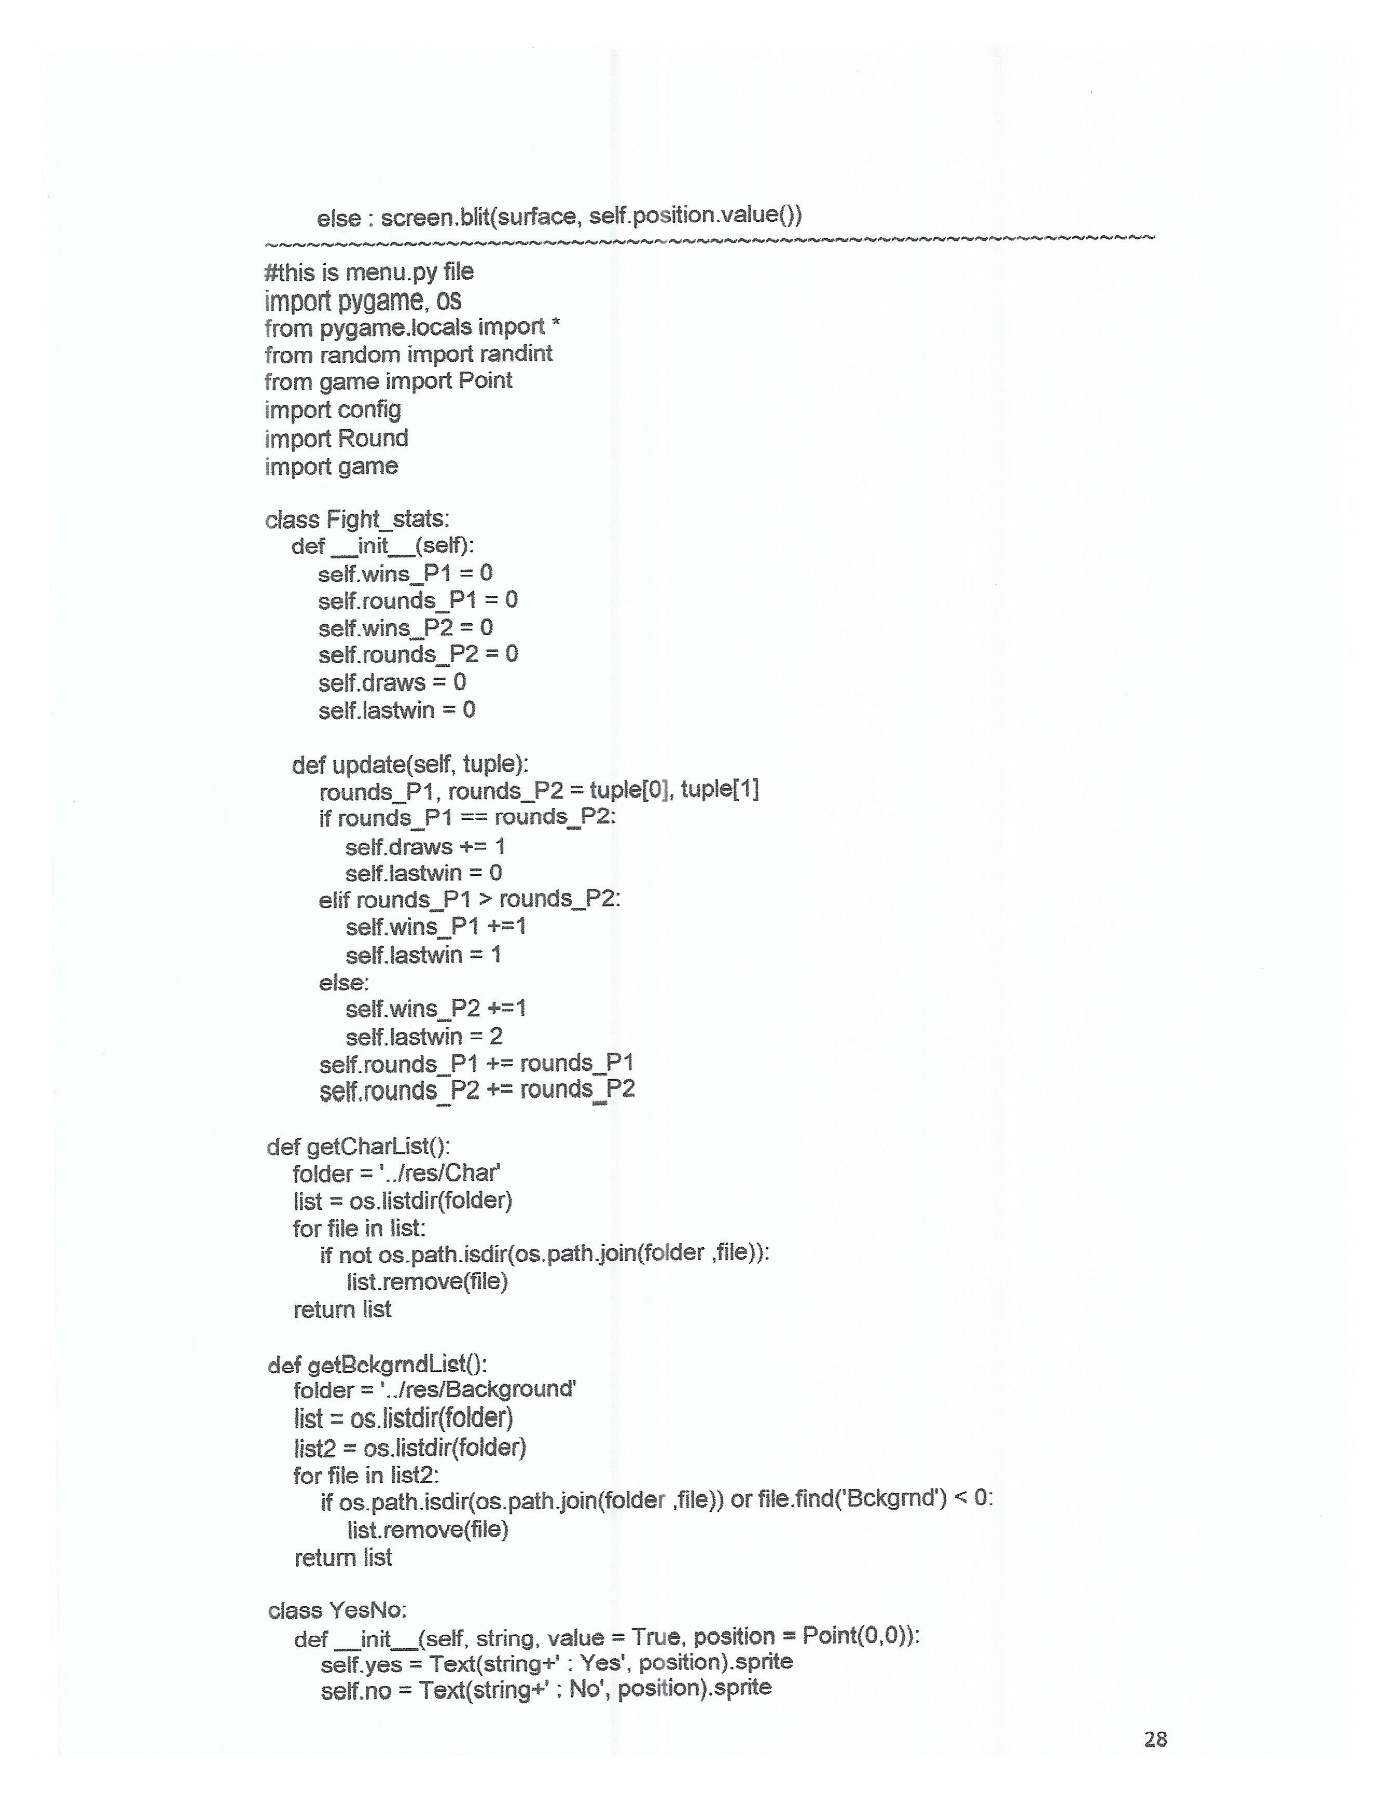 else : screen.blit(surface, self.position.value())
~~~~~~~~~~~~~~~~~~~~~~~~~~~~~~~~~~~~~~~~~~~~~~~~~~~~~~~~~~~~~~~~
#this is menu.py file
import pygame, os
from pygame.locals import *
from random import randint
from game import Point
import config
import Round
import game

class Fight_stats:
  def __init__(self):
    self.wins_P1 = 0
    self.rounds_P1 = 0
    self.wins_P2 = 0
    self.rounds_P2 = 0
    self.draws = 0
    self.lastwin = 0

  def update(self, tuple):
    rounds_P1, rounds_P2 = tuple[0], tuple[1]
    if rounds_P1 == rounds_P2:
      self.draws += 1
      self.lastwin = 0
    elif rounds_P1 > rounds_P2:
      self.wins_P1 +=1
      self.lastwin = 1
    else:
      self.wins_P2 +=1
      self.lastwin = 2
    self.rounds_P1 += rounds_P1
    self.rounds_P2 += rounds_P2

def getCharList():
  folder = '../res/Char'
  list = os.listdir(folder)
  for file in list:
    if not os.path.isdir(os.path.join(folder ,file)):
      list.remove(file)
  return list

def getBckgrndList():
  folder = '../res/Background'
  list = os.listdir(folder)
  list2 = os.listdir(folder)
  for file in list2:
    if os.path.isdir(os.path.join(folder ,file)) or file.find('Bckgrnd') < 0:
      list.remove(file)
  return list

class YesNo:
  def __init__(self, string, value = True, position = Point(0,0)):
    self.yes = Text(string+' : Yes', position).sprite
    self.no = Text(string+' : No', position).sprite
28